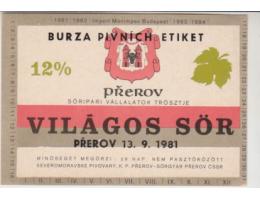 1981 1982 Import Monimpex Budapest 1983 1984
BURZA PIVNÍCH ETIKET
12%
PŘEROV
SÖRIPARI VÁLLALATOK TRÖSZTJE
VILÁGOS SÖR
PŘEROV 13. 9. 1981
MINŐSÉGÉT MEGŐRZI: 28 NAP. NEM PASZTŐRÖZÖTT
SEVEROMORAVSKÉ PIVOVARY, K. P. PŘEROV-SÖRGYÁR PŘEROV ČSSR
I. II. III. IV. V. VI. VII. VIII. IX. X. XI. XII.